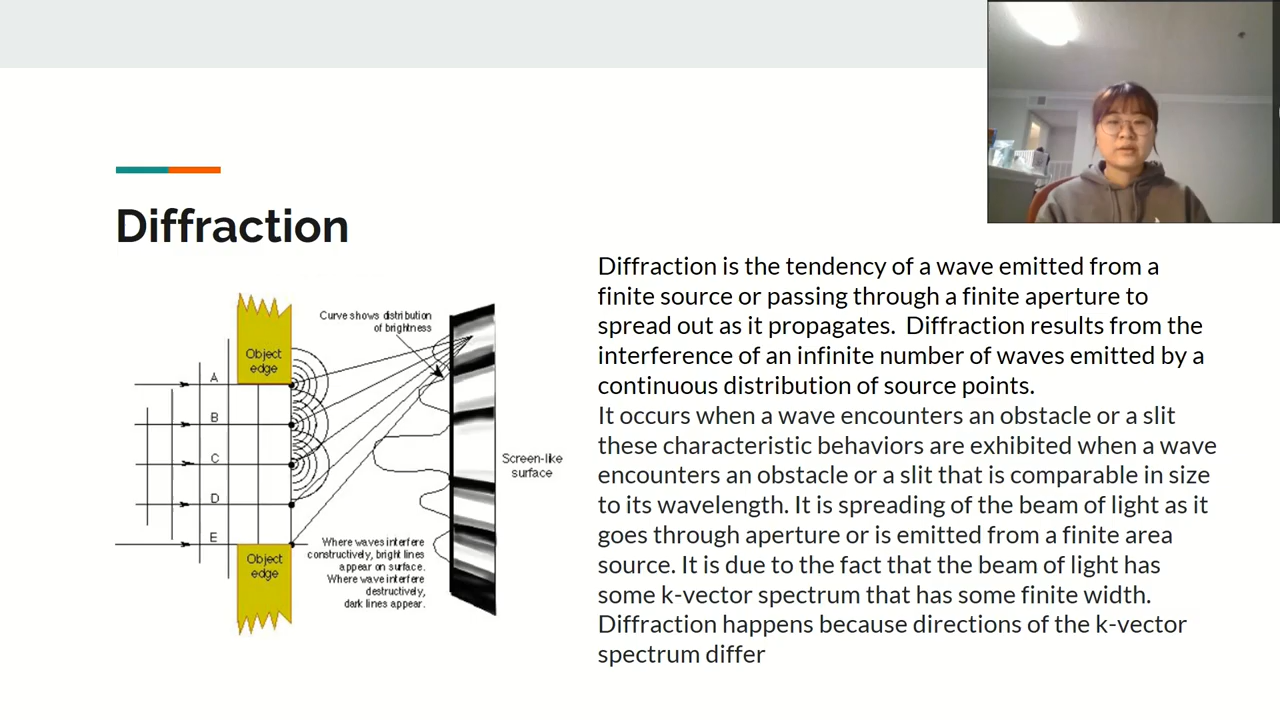 Diffraction
Curve shows distribution
of brightness
Object
edge
A
B
C
D
E
Screen-like
surface
Object
edge
Where waves interfere
constructively, bright lines
appear on surface.
Where wave interfere
destructively,
dark lines appear.
Diffraction is the tendency of a wave emitted from a
finite source or passing through a finite aperture to
spread out as it propagates. Diffraction results from the
interference of an infinite number of waves emitted by a
continuous distribution of source points.
It occurs when a wave encounters an obstacle or a slit
these characteristic behaviors are exhibited when a wave
encounters an obstacle or a slit that is comparable in size
to its wavelength. It is spreading of the beam of light as it
goes through aperture or is emitted from a finite area
source. It is due to the fact that the beam of light has
some k-vector spectrum that has some finite width.
Diffraction happens because directions of the k-vector
spectrum differ